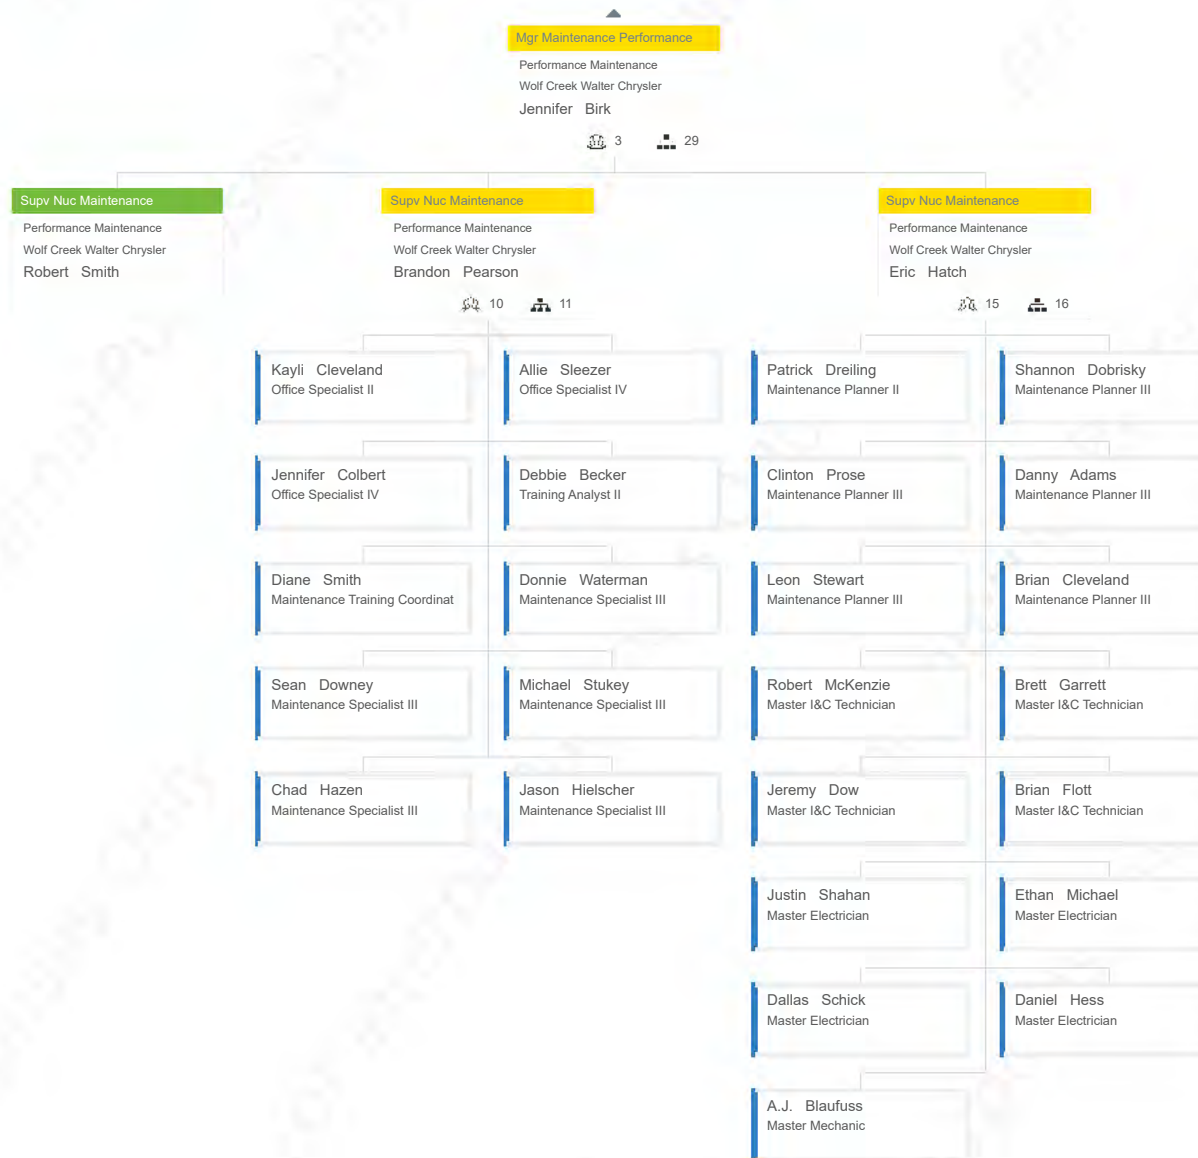 Mgr Maintenance Performance
Performance Maintenance
Wolf Creek Walter Chrysler
Jennifer Birk
3 29
Supv Nuc Maintenance
Performance Maintenance
Wolf Creek Walter Chrysler
Robert Smith
Supv Nuc Maintenance
Performance Maintenance
Wolf Creek Walter Chrysler
Brandon Pearson
10 11
Supv Nuc Maintenance
Performance Maintenance
Wolf Creek Walter Chrysler
Eric Hatch
15 16
Kayli Cleveland
Office Specialist II
Allie Sleezer
Office Specialist IV
Jennifer Colbert
Office Specialist IV
Debbie Becker
Training Analyst II
Diane Smith
Maintenance Training Coordinat
Donnie Waterman
Maintenance Specialist III
Sean Downey
Maintenance Specialist III
Michael Stukey
Maintenance Specialist III
Chad Hazen
Maintenance Specialist III
Jason Hielscher
Maintenance Specialist III
Patrick Dreiling
Maintenance Planner II
Shannon Dobrisky
Maintenance Planner III
Clinton Prose
Maintenance Planner III
Danny Adams
Maintenance Planner III
Leon Stewart
Maintenance Planner III
Brian Cleveland
Maintenance Planner III
Robert McKenzie
Master I&C Technician
Brett Garrett
Master I&C Technician
Jeremy Dow
Master I&C Technician
Brian Flott
Master I&C Technician
Justin Shahan
Master Electrician
Ethan Michael
Master Electrician
Dallas Schick
Master Electrician
Daniel Hess
Master Electrician
A.J. Blaufuss
Master Mechanic